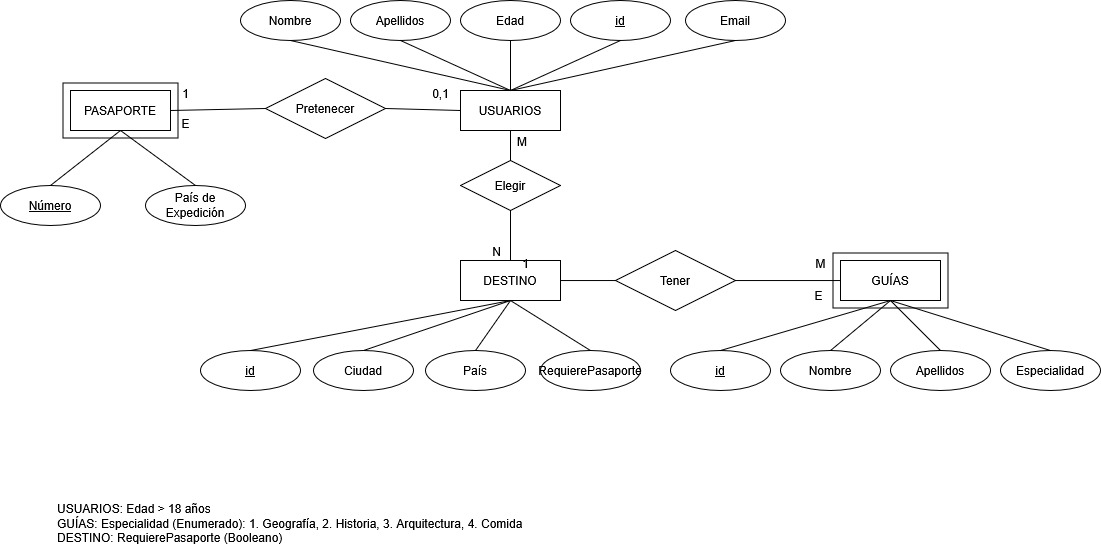 Nombre
Apellidos
Edad
id
Email
PASAPORTE
1
E
Pretenecer
0,1
USUARIOS
M
Número
País de
Expedición
Elegir
N
1
DESTINO
Tener
M
E
GUÍAS
id
Ciudad
País
RequierePasaporte
id
Nombre
Apellidos
Especialidad
USUARIOS: Edad > 18 años
GUÍAS: Especialidad (Enumerado): 1. Geografía, 2. Historia, 3. Arquitectura, 4. Comida
DESTINO: RequierePasaporte (Booleano)